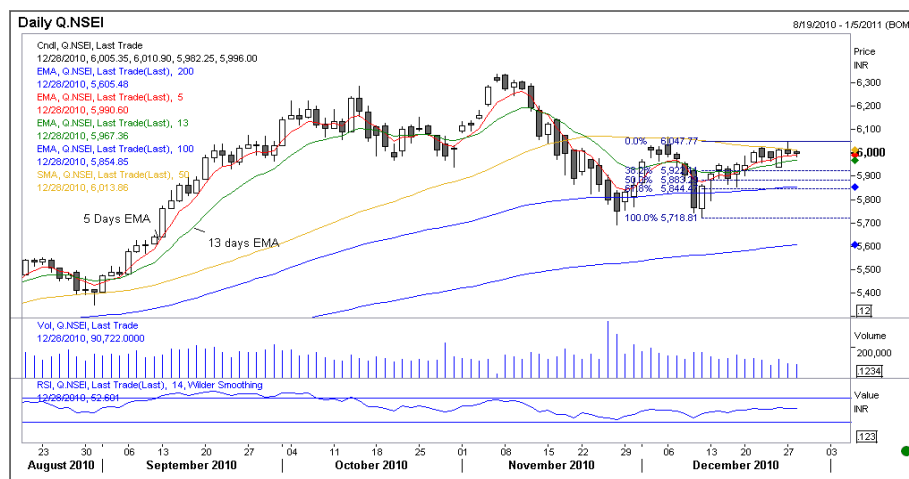 Daily Q.NSEI
8/19/2010 - 1/5/2011 (BOM
Cndl, Q.NSEI, Last Trade
12/28/2010, 6,005.35, 6,010.90, 5,982.25, 5,996.00
EMA, Q.NSEI, Last Trade(Last), 200
12/28/2010, 5,605.48
EMA, Q.NSEI, Last Trade(Last), 5
12/28/2010, 5,990.60
EMA, Q.NSEI, Last Trade(Last), 13
12/28/2010, 5,967.36
EMA, Q.NSEI, Last Trade(Last), 100
12/28/2010, 5,854.85
SMA, Q.NSEI, Last Trade(Last), 50
12/28/2010, 6,013.86
Price
INR
6,300
6,200
6,100
6,000
5,900
5,800
5,700
5,600
5,500
5,400
.12
0.0% 6,047.77
100.0% 5,718.81
5 Days EMA
13 days EMA
Vol, Q.NSEI, Last Trade
12/28/2010, 90,722.0000
Volume
200,000
.1234
RSI, Q.NSEI, Last Trade(Last), 14, Wilder Smoothing
12/28/2010, 52.601
Value
INR
.123
23 30 06 13 20 27 04 11 18 25 01 08 15 22 29 06 13 20 27 03
August 2010 September 2010 October 2010 November 2010 December 2010